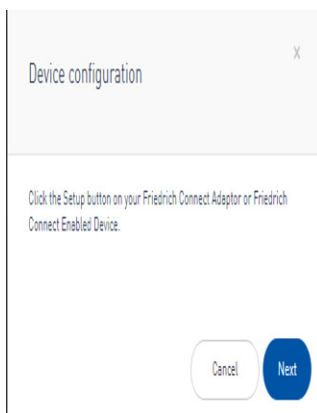 Device configuration
×
Click the Setup button on your Friedrich Connect Adaptor or Friedrich
Connect Enabled Device.
Cancel
Next